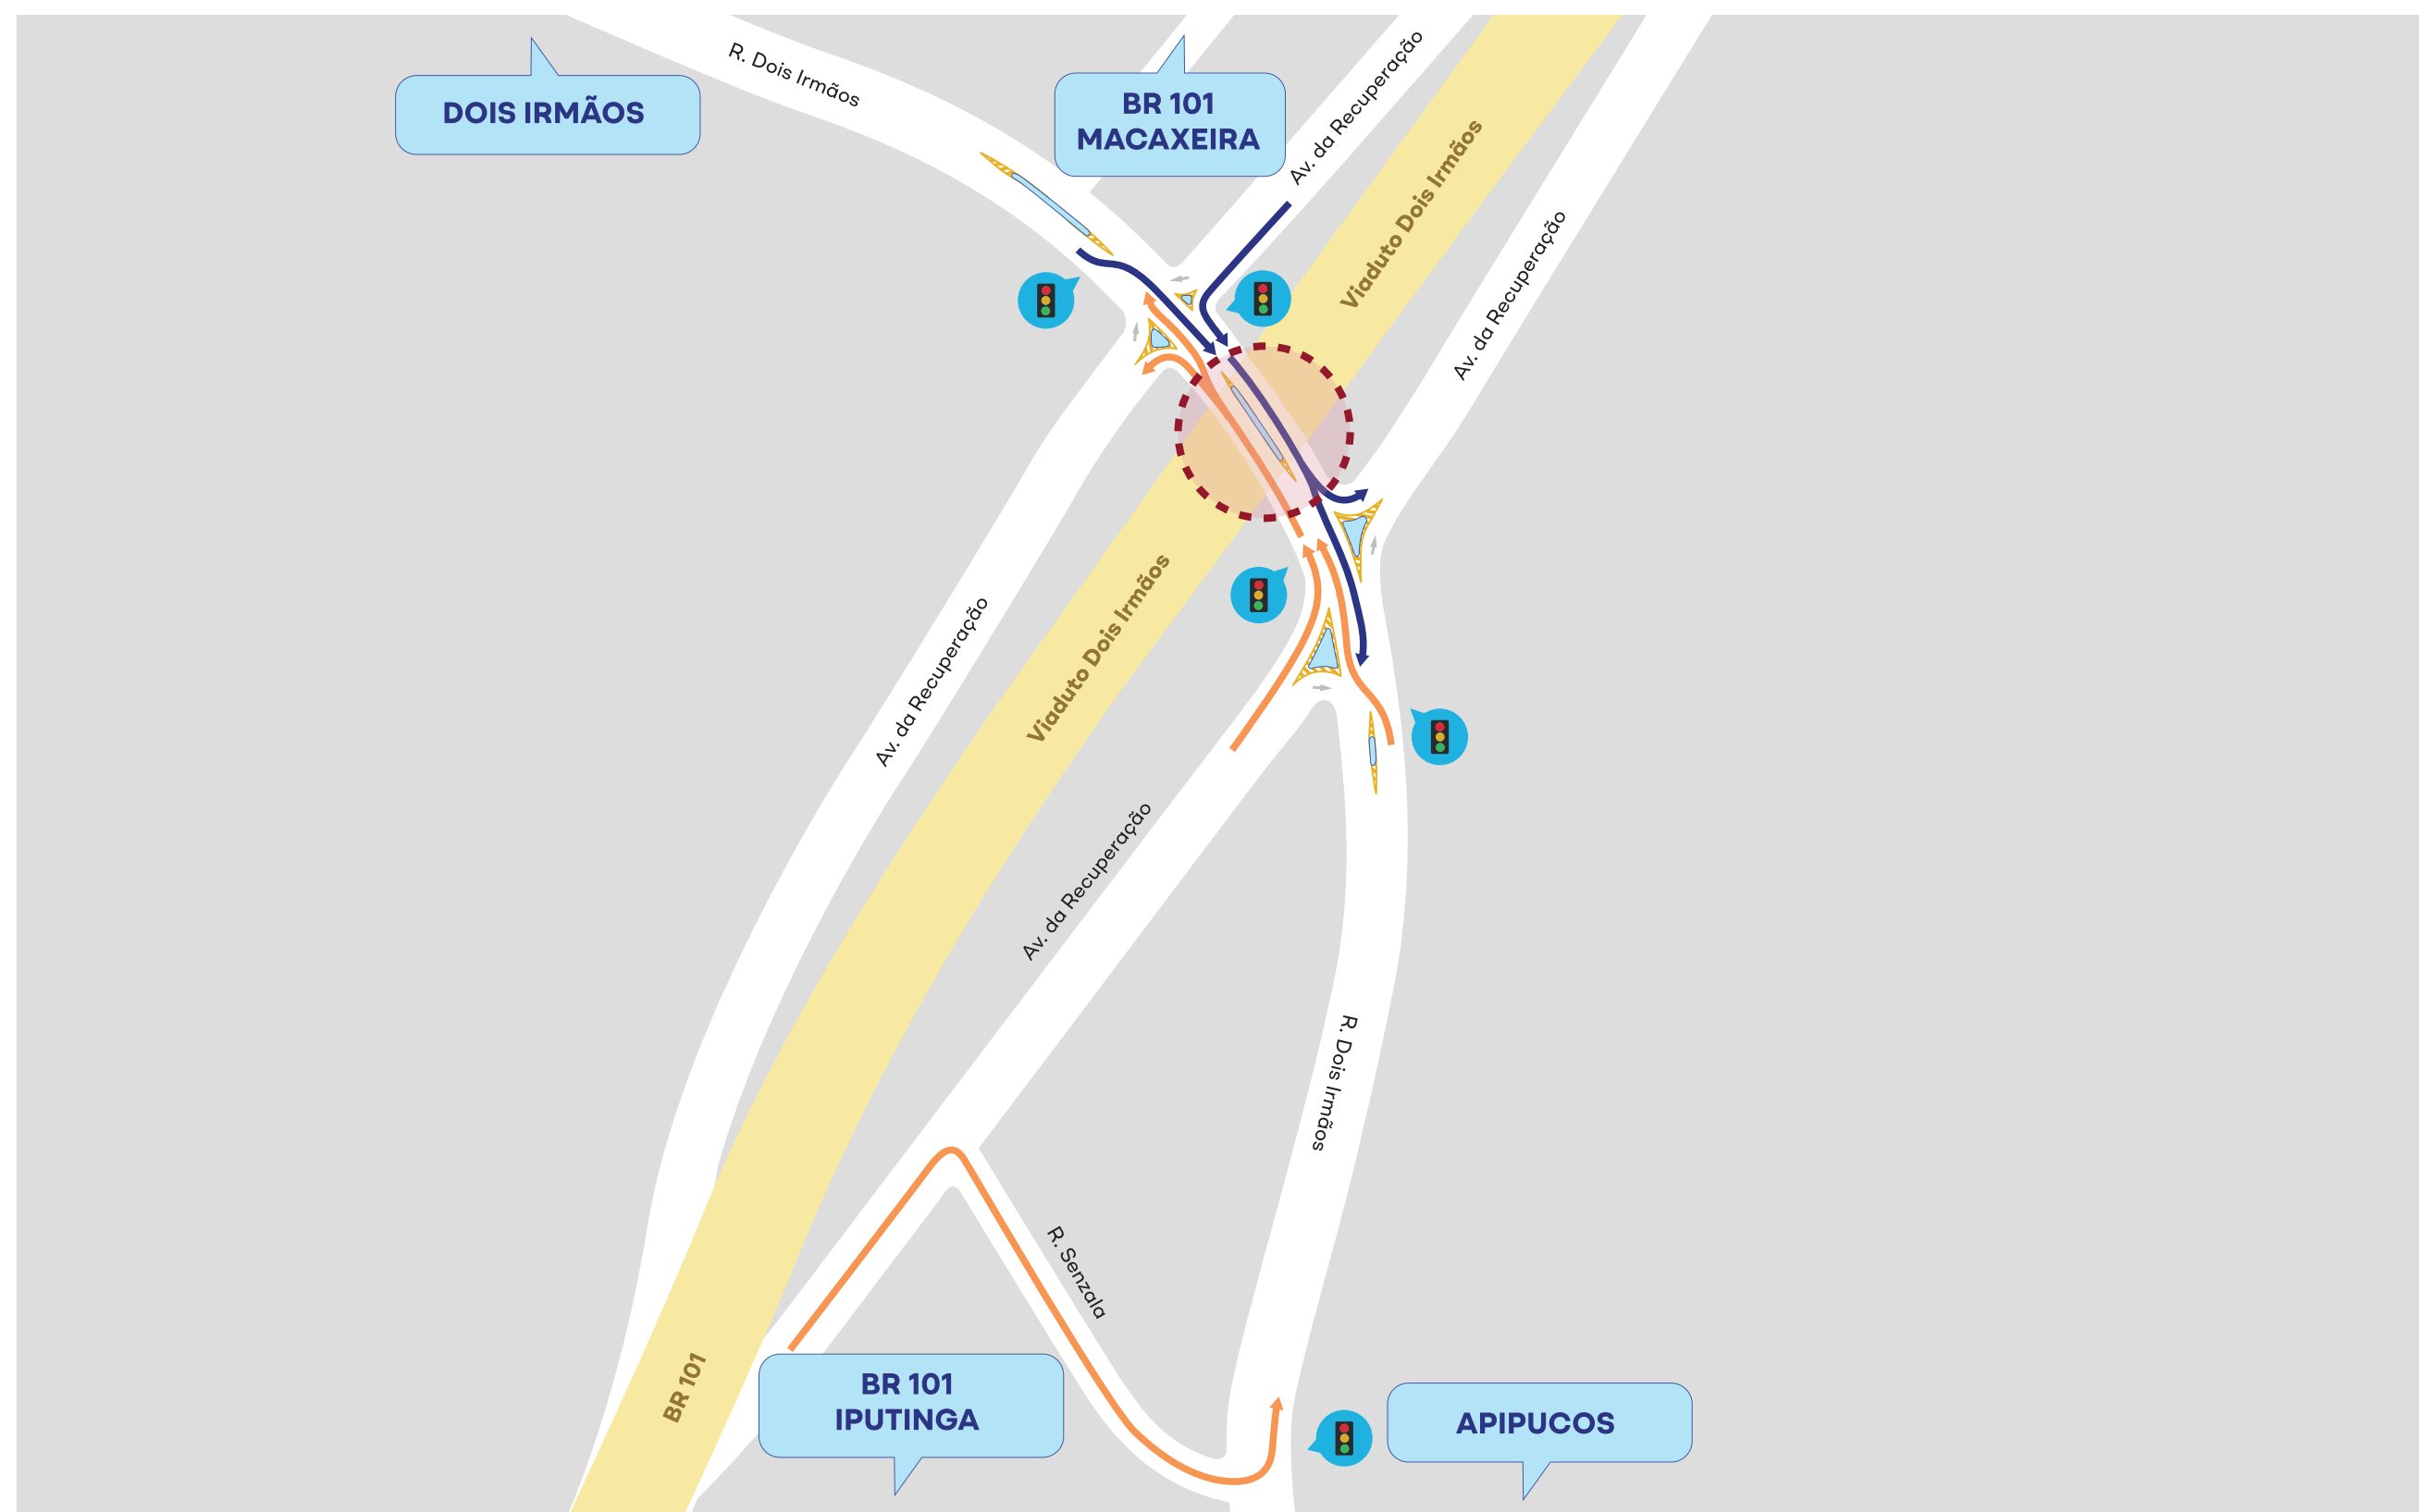 R. Dois Irmãos
DOIS IRMÃOS
BR 101
MACAXEIRA
Av. da Recuperação
Viaduto Dois Irmãos
Av. da Recuperação
Av. da Recuperação
Viaduto Dois Irmãos
Av. da Recuperação
R. Dois Irmãos
R. Senzala
BR 101
BR 101
IPUTINGA
APIPUCOS